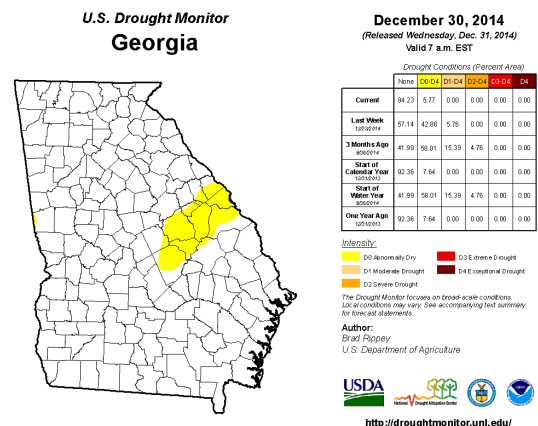 U.S. Drought Monitor
Georgia
December 30, 2014
(Released Wednesday, Dec. 31, 2014)
Valid 7 a.m. EST
Drought Conditions (Percent Area)
None D0-D4 D1-D4 D2-D4 D3-D4 D4
Current 94.23 5.77 0.00 0.00 0.00 0.00
Last Week 57.14 42.86 5.76 0.00 0.00 0.00
12/23/2014
3 Months Ago 41.99 58.01 15.39 4.76 0.00 0.00
9/30/2014
Start of
Calendar Year 92.36 7.64 0.00 0.00 0.00 0.00
12/31/2013
Start of
Water Year 41.99 58.01 15.39 4.76 0.00 0.00
9/30/2014
One Year Ago 92.36 7.64 0.00 0.00 0.00 0.00
12/31/2013
Intensity:
D0 Abnormally Dry
D1 Moderate Drought
D2 Severe Drought
D3 Extreme Drought
D4 Exceptional Drought
The Drought Monitor focuses on broad-scale conditions.
Local conditions may vary. See accompanying text summary
for forecast statements.
Author:
Brad Rippey
U.S. Department of Agriculture
USDA
National Drought Mitigation Center
http://droughtmonitor.unl.edu/